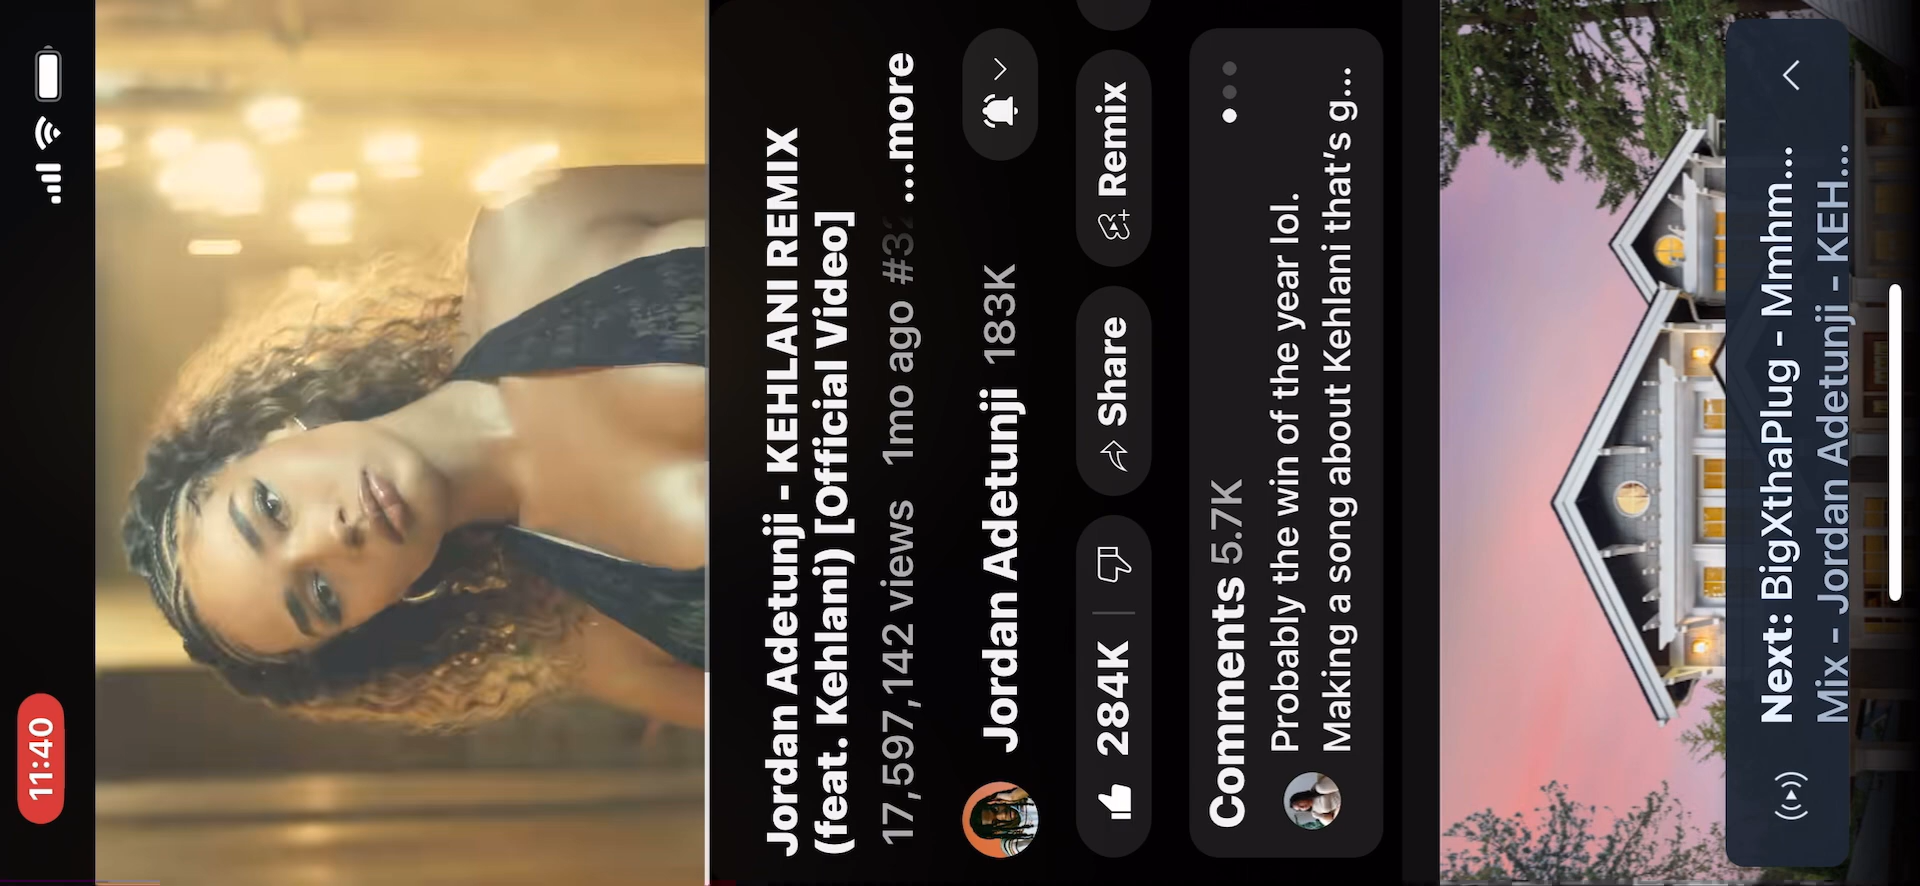 11:40
Jordan Adetunji - KEHLANI REMIX
(feat. Kehlani) [Official Video]
17,597,142 views 1mo ago #32 ...more
Jordan Adetunji 183K
284K Share Remix
Comments 5.7K
Probably the win of the year lol.
Making a song about Kehlani that's g...
Next: BigXthaPlug - Mmhm...
Mix - Jordan Adetunji - KEH...